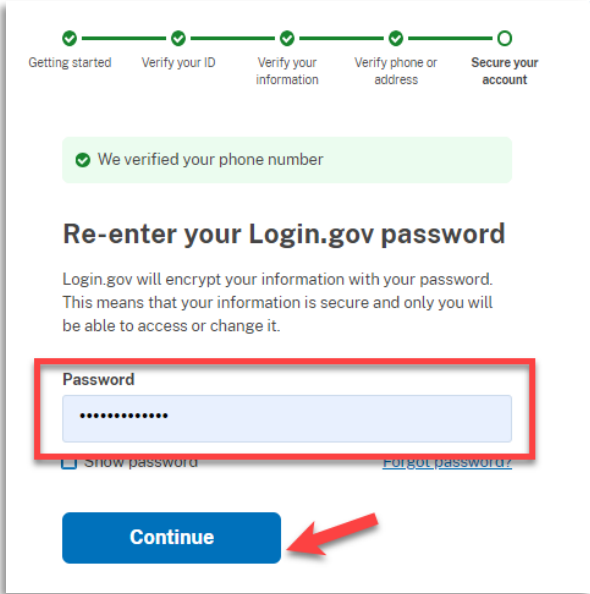 Getting started
Verify your ID
Verify your
information
Verify phone or
address
Secure your
account
We verified your phone number
Re-enter your Login.gov password
Login.gov will encrypt your information with your password.
This means that your information is secure and only you will
be able to access or change it.
Password
•••••••••••••
Show password Forgot password?
Continue